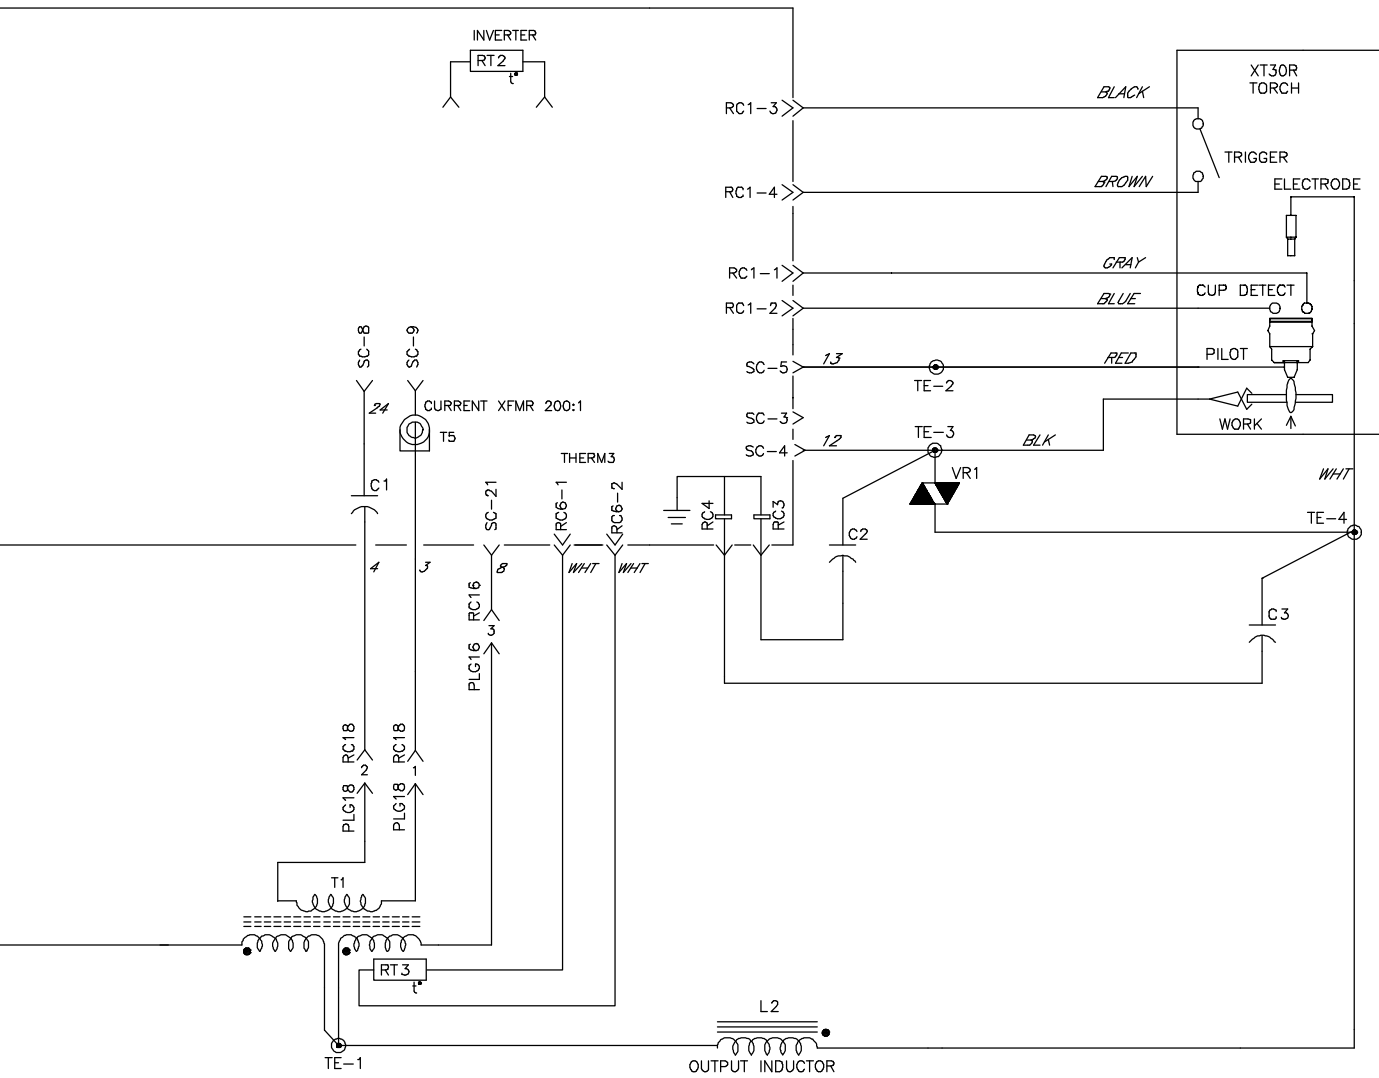 INVERTER
RT2
t°
XT30R
TORCH
RC1-3
BLACK
TRIGGER
RC1-4
BROWN
ELECTRODE
RC1-1
GRAY
CUP DETECT
RC1-2
BLUE
SC-8
SC-9
SC-5
13
RED
PILOT
TE-2
24
CURRENT XFMR 200:1
T5
SC-3
WORK
SC-4
12
TE-3
BLK
THERM3
VR1
WHT
C1
SC-21
RC6-1
RC6-2
RC4
RC3
TE-4
C2
4
3
8
WHT
WHT
RC16
3
PLG16
C3
RC18
2
PLG18
RC18
1
PLG18
T1
RT3
t°
L2
TE-1
OUTPUT INDUCTOR